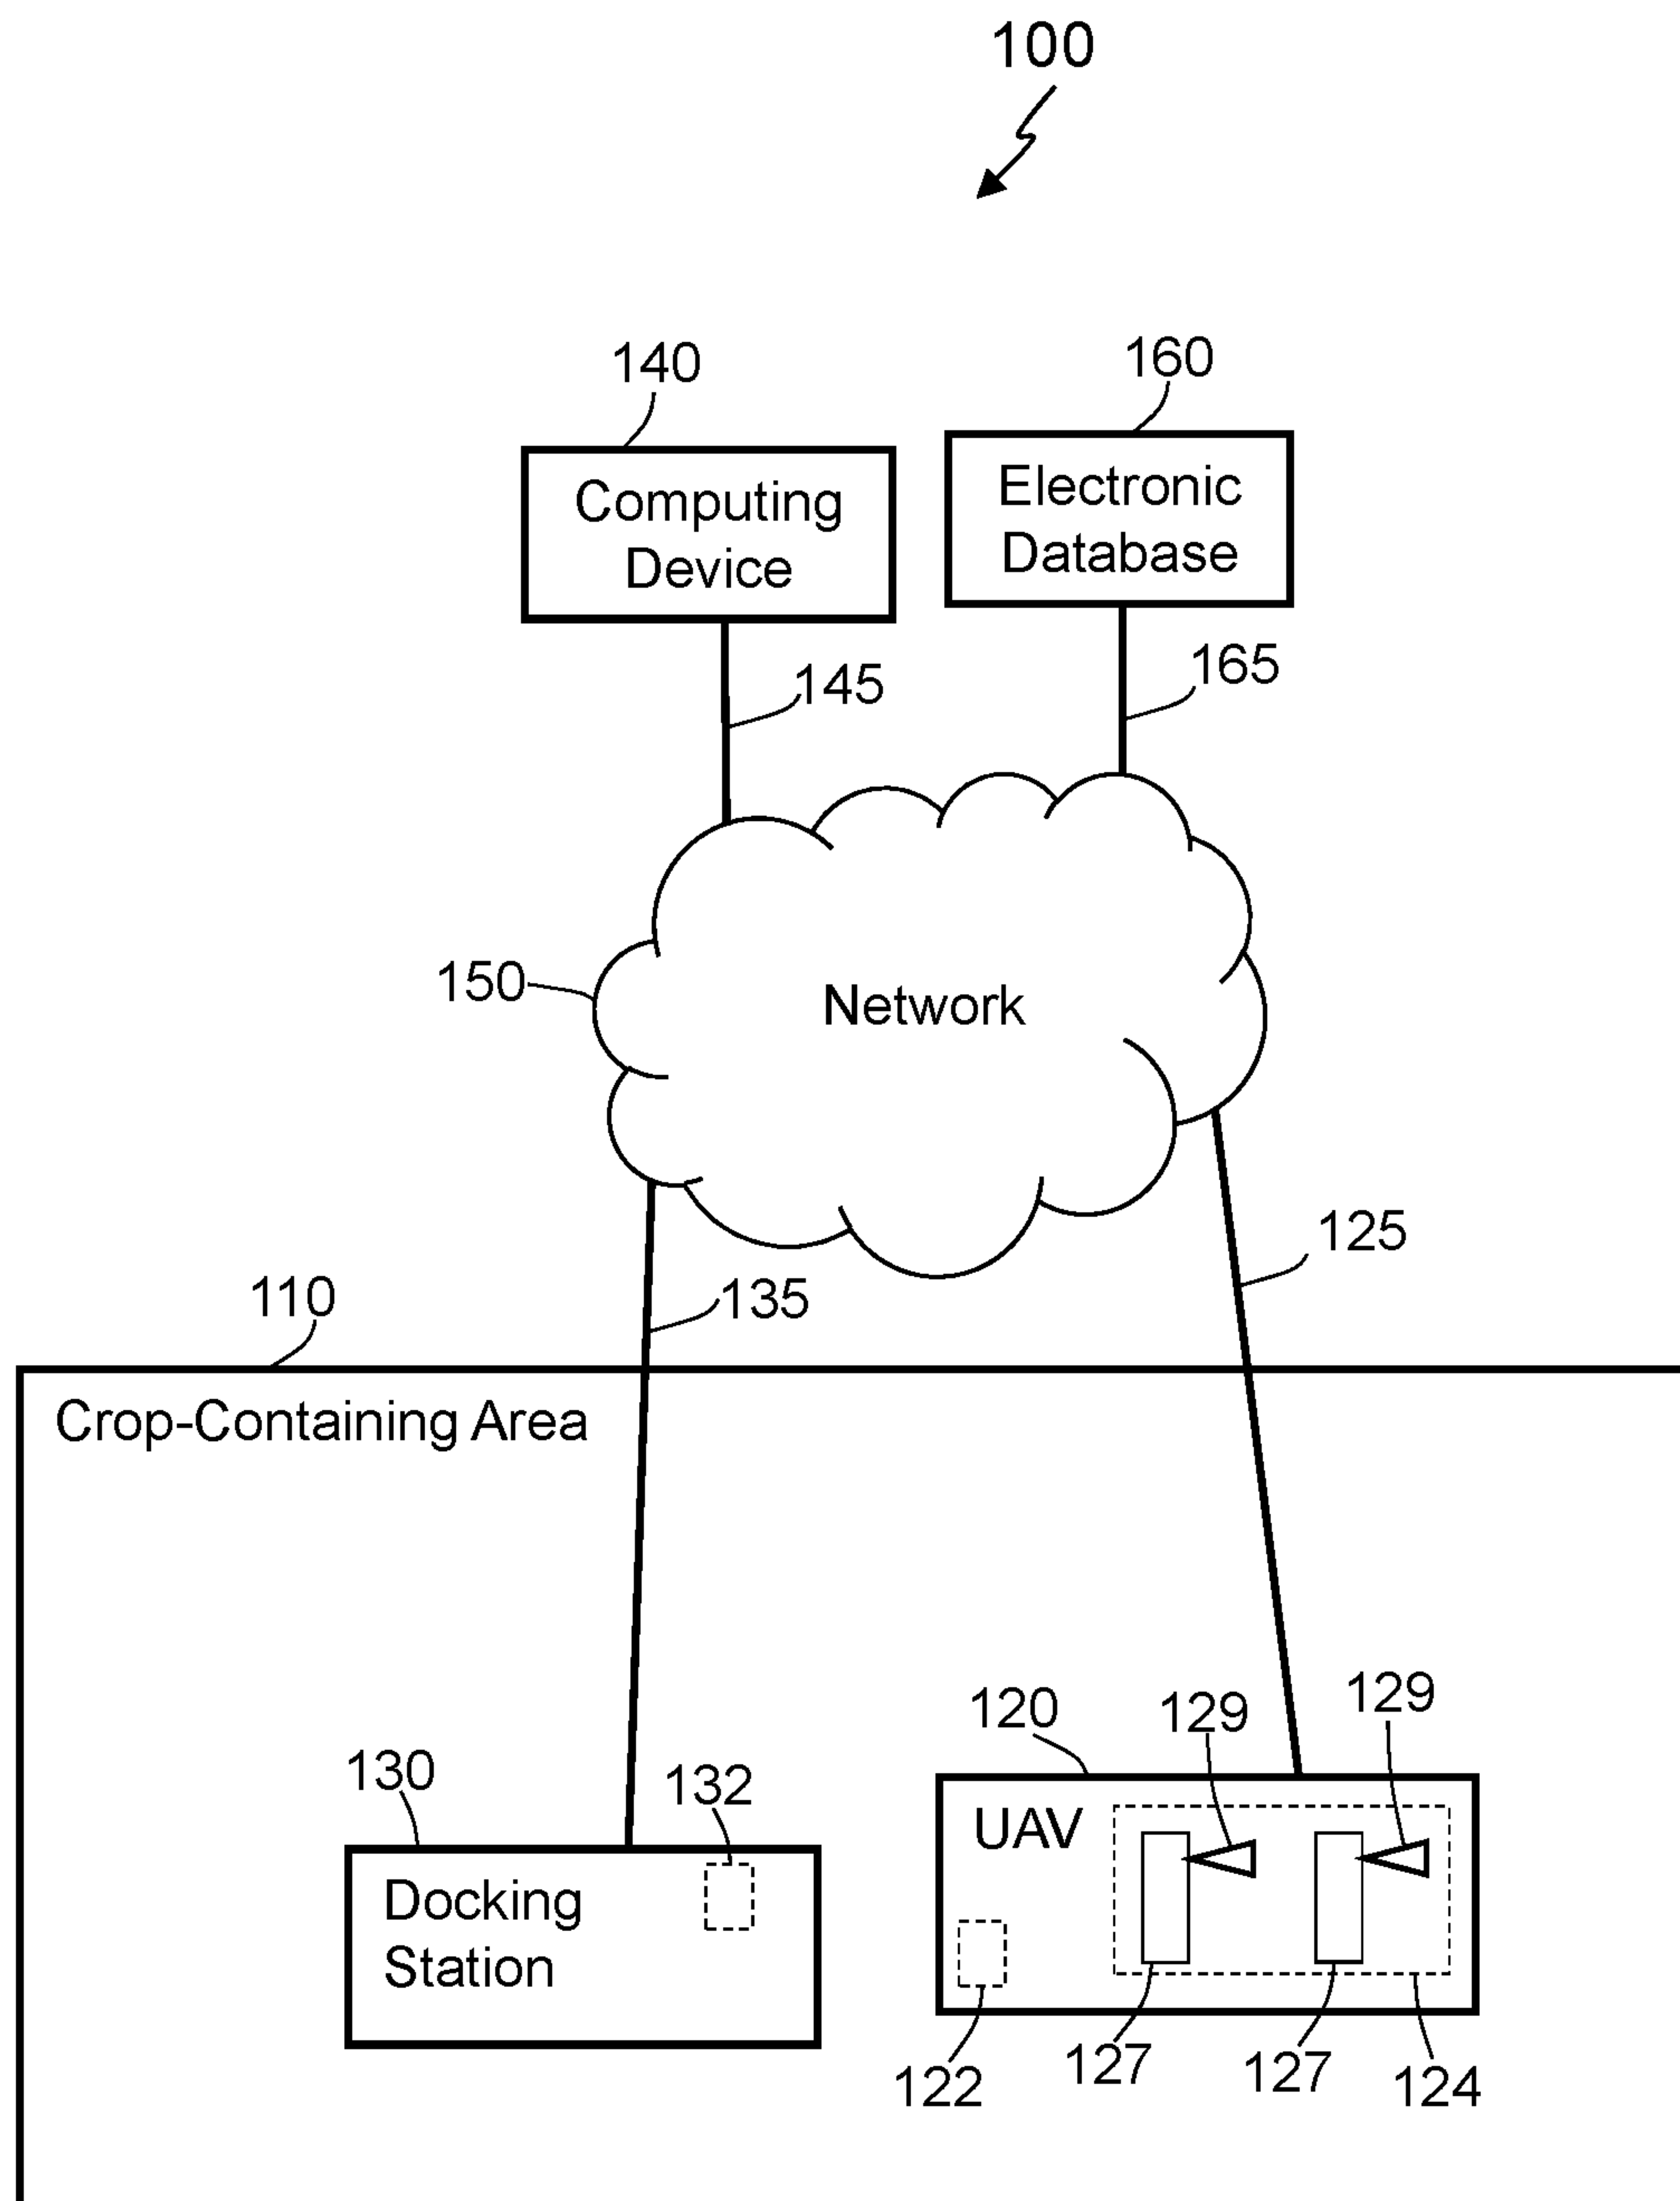 100
140
160
Computing
Device
Electronic
Database
145
165
150
Network
125
135
110
Crop-Containing Area
120
129
129
130
132
UAV
Docking
Station
122
127
127
124